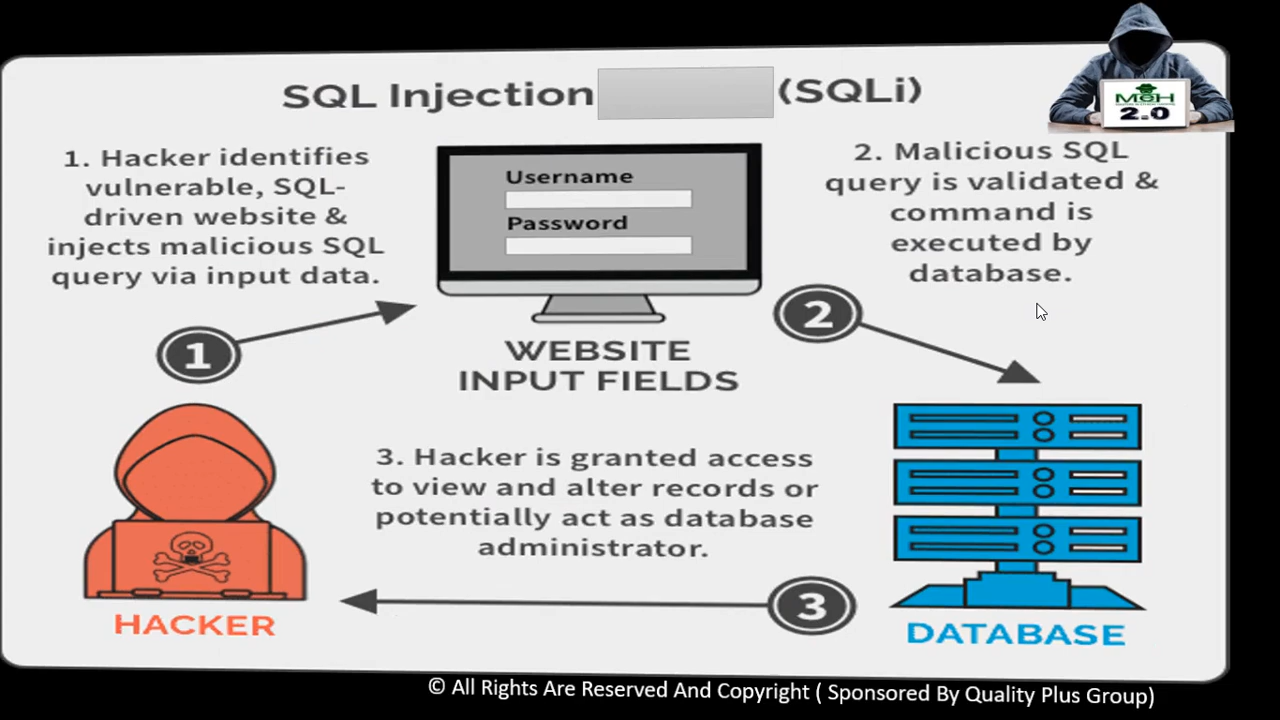 SQL Injection (SQLi)
1. Hacker identifies
vulnerable, SQL-
driven website &
injects malicious SQL
query via input data.
Username
Password
2. Malicious SQL
query is validated &
command is
executed by
database.
1
2
WEBSITE
INPUT FIELDS
3. Hacker is granted access
to view and alter records or
potentially act as database
administrator.
3
HACKER
DATABASE
2.0
© All Rights Are Reserved And Copyright ( Sponsored By Quality Plus Group)